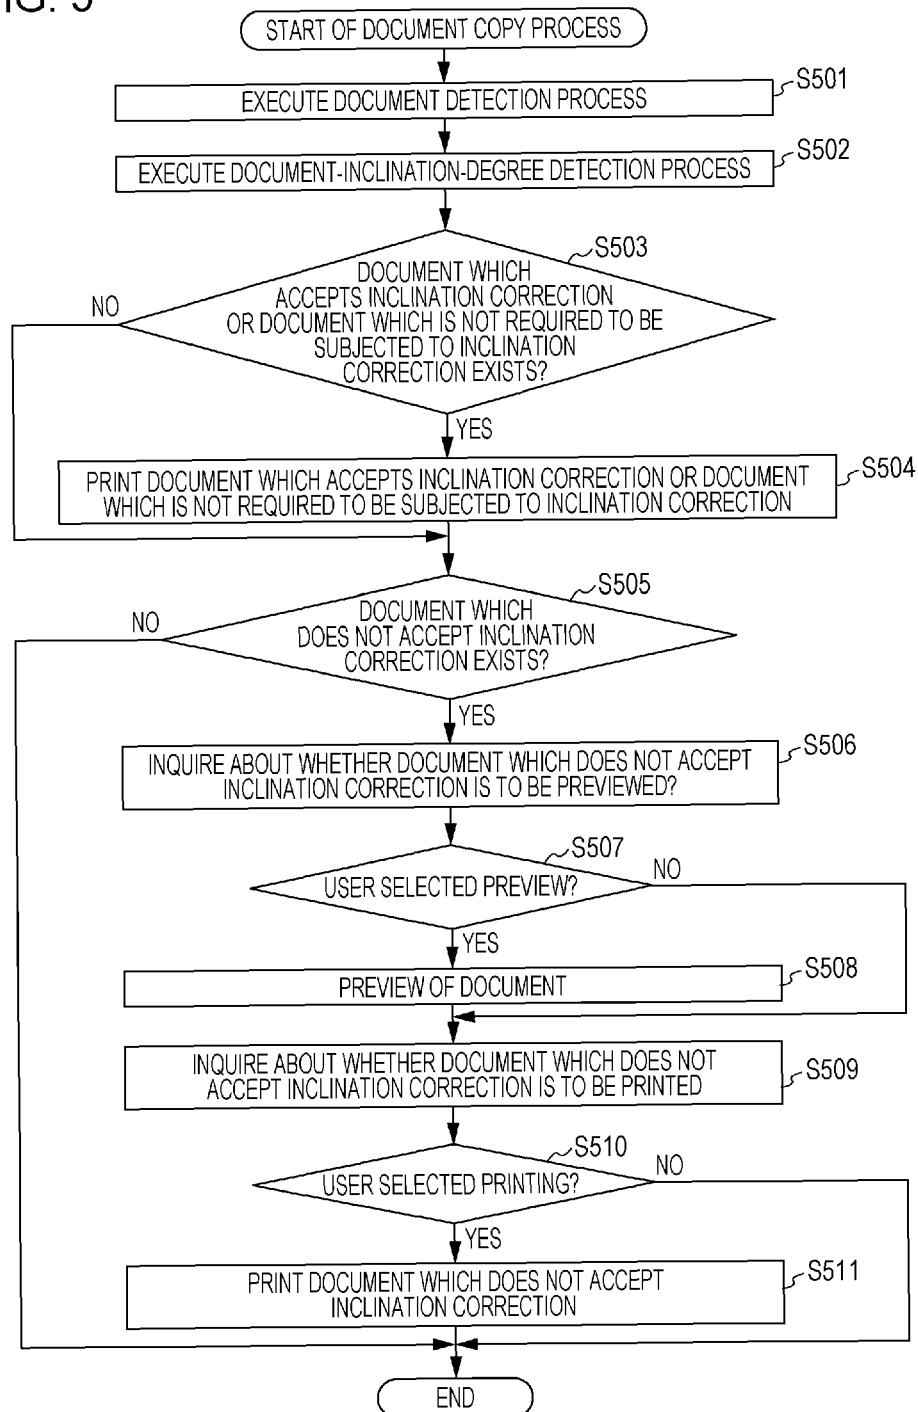 FIG. 5
START OF DOCUMENT COPY PROCESS
S501
EXECUTE DOCUMENT DETECTION PROCESS
S502
EXECUTE DOCUMENT-INCLINATION-DEGREE DETECTION PROCESS
S503
DOCUMENT WHICH
ACCEPTS INCLINATION CORRECTION
OR DOCUMENT WHICH IS NOT REQUIRED TO BE
SUBJECTED TO INCLINATION
CORRECTION EXISTS?
NO
YES
S504
PRINT DOCUMENT WHICH ACCEPTS INCLINATION CORRECTION OR DOCUMENT
WHICH IS NOT REQUIRED TO BE SUBJECTED TO INCLINATION CORRECTION
S505
DOCUMENT WHICH
DOES NOT ACCEPT INCLINATION
CORRECTION EXISTS?
NO
YES
S506
INQUIRE ABOUT WHETHER DOCUMENT WHICH DOES NOT ACCEPT
INCLINATION CORRECTION IS TO BE PREVIEWED?
S507
USER SELECTED PREVIEW?
NO
YES
S508
PREVIEW OF DOCUMENT
INQUIRE ABOUT WHETHER DOCUMENT WHICH DOES NOT
ACCEPT INCLINATION CORRECTION IS TO BE PRINTED
S509
S510
USER SELECTED PRINTING?
NO
YES
S511
PRINT DOCUMENT WHICH DOES NOT ACCEPT
INCLINATION CORRECTION
END